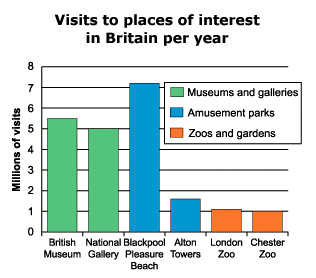 Visits to places of interest
in Britain per year
Millions of visits
8
7
6
5
4
3
2
1
0
Museums and galleries
Amusement parks
Zoos and gardens
British
Museum
National
Gallery
Blackpool
Pleasure
Beach
Alton
Towers
London
Zoo
Chester
Zoo